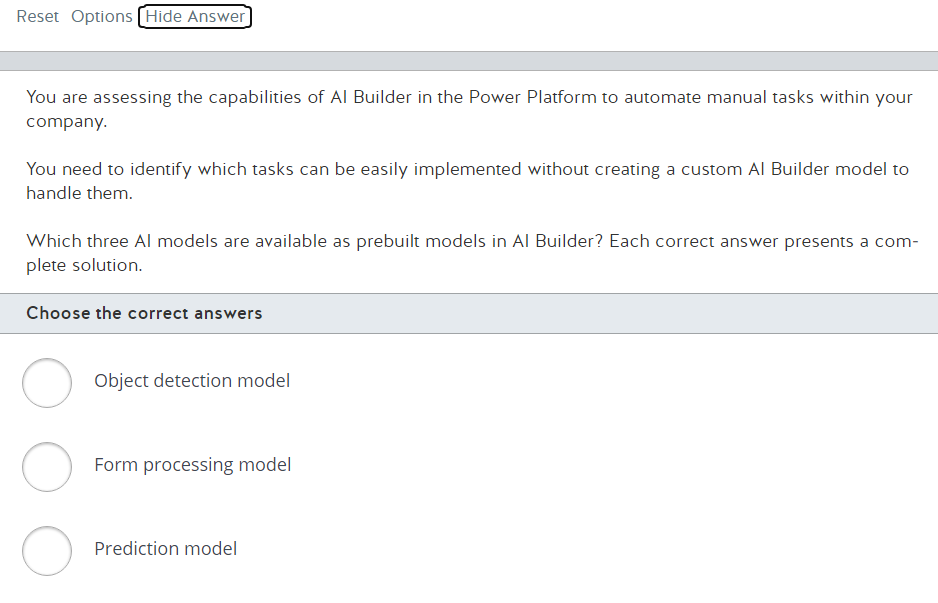 Reset Options Hide Answer
You are assessing the capabilities of AI Builder in the Power Platform to automate manual tasks within your
company.
You need to identify which tasks can be easily implemented without creating a custom AI Builder model to
handle them.
Which three AI models are available as prebuilt models in AI Builder? Each correct answer presents a com-
plete solution.
Choose the correct answers
Object detection model
Form processing model
Prediction model